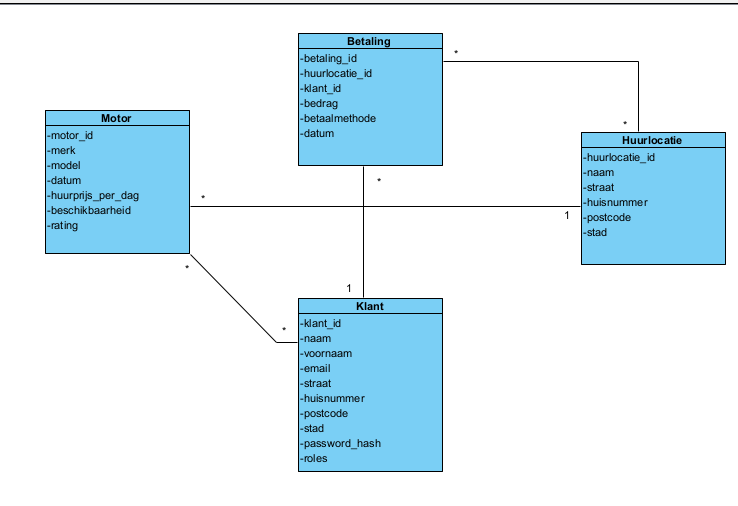 Betaling
-betaling_id
-huurlocatie_id
-klant_id
-bedrag
-betaalmethode
-datum
*
*
Motor
-motor_id
-merk
-model
-datum
-huurprijs_per_dag
-beschikbaarheid
-rating
Huurlocatie
-huurlocatie_id
-naam
-straat
-huisnummer
-postcode
-stad
*
*
1
*
*
1
Klant
-klant_id
-naam
-voornaam
-email
-straat
-huisnummer
-postcode
-stad
-password_hash
-roles